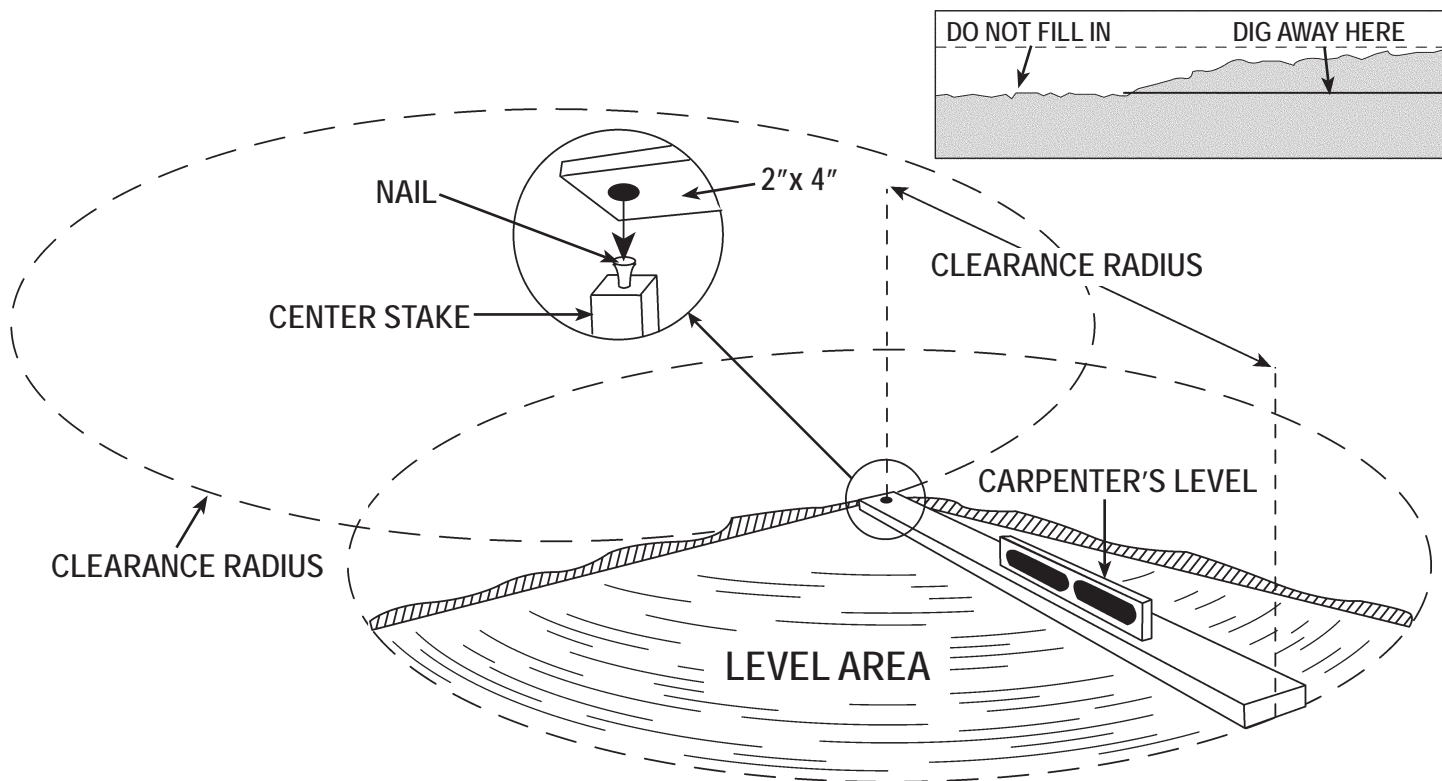 DO NOT FILL IN
DIG AWAY HERE
2”x 4”
NAIL
CLEARANCE RADIUS
CENTER STAKE
CARPENTER’S LEVEL
CLEARANCE RADIUS
LEVEL AREA